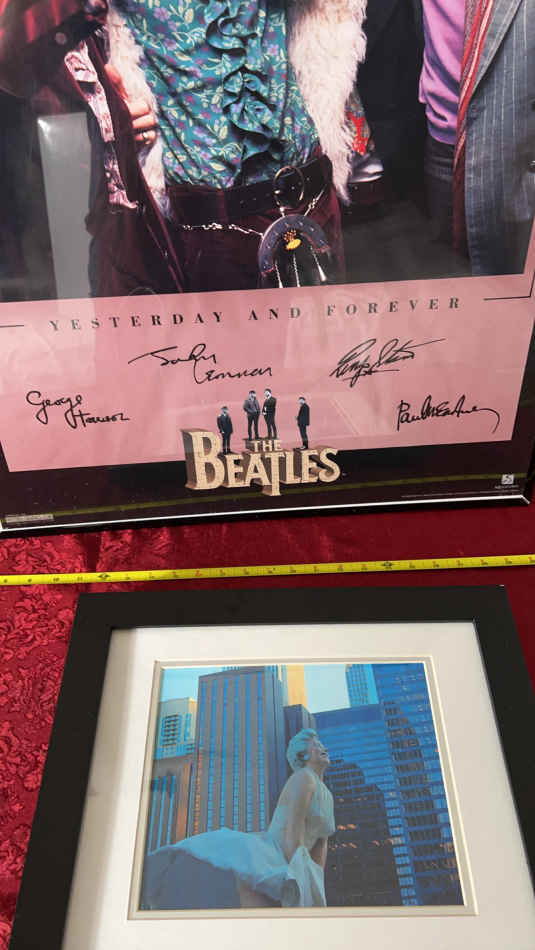 YESTERDAY AND FOREVER
John Lennon
Ringo Starr
George Harrison
Paul McCartney
THE
BEATLES